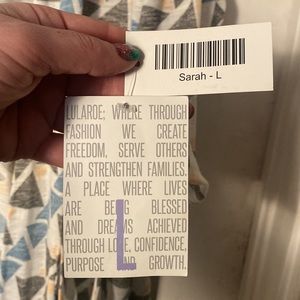 Sarah - L
LULAROE; WHERE THROUGH
FASHION WE CREATE
FREEDOM, SERVE OTHERS
AND STRENGTHEN FAMILIES.
A PLACE WHERE LIVES
ARE BEING BLESSED
AND DREAMS ACHIEVED
THROUGH LOVE, CONFIDENCE,
PURPOSE AND GROWTH.
L